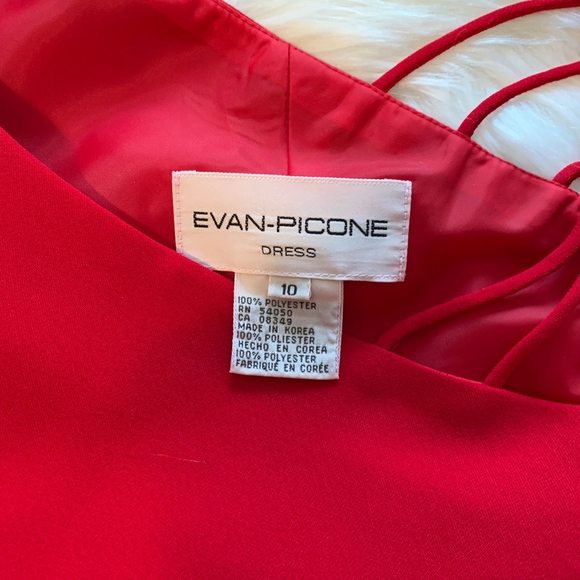 EVAN-PICONE
DRESS
10
100% POLYESTER
RN 54050
CA 08349
MADE IN KOREA
100% POLIESTER
HECHO EN COREA
100% POLYESTER
FABRIQUÉ EN CORÉE